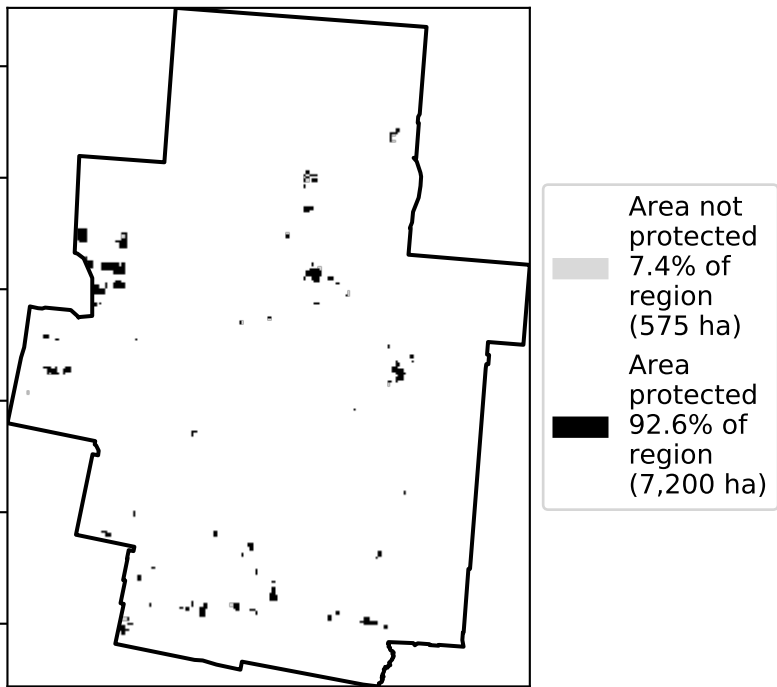 Area not
protected
7.4% of
region
(575 ha)
Area
protected
92.6% of
region
(7,200 ha)